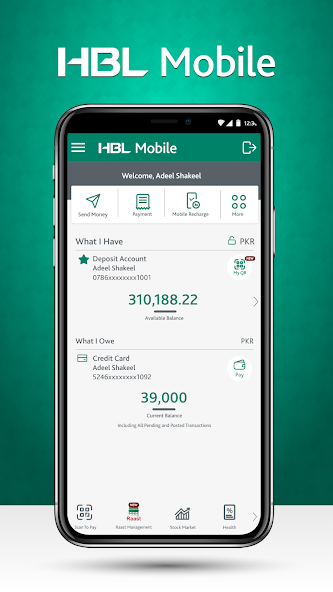 HBL Mobile
12:30
HBL Mobile
Welcome, Adeel Shakeel
Send Money
Payment
Mobile Recharge
More
What I Have
PKR
Deposit Account
Adeel Shakeel
0786xxxxxxxx1001
NEW
My QR
310,188.22
Available Balance
What I Owe
PKR
Credit Card
Adeel Shakeel
5246xxxxxxxx1092
Pay
39,000
Current Balance
Including All Pending and Posted Transactions
Scan To Pay
NEW
Raast
Raast Management
Stock Market
Health